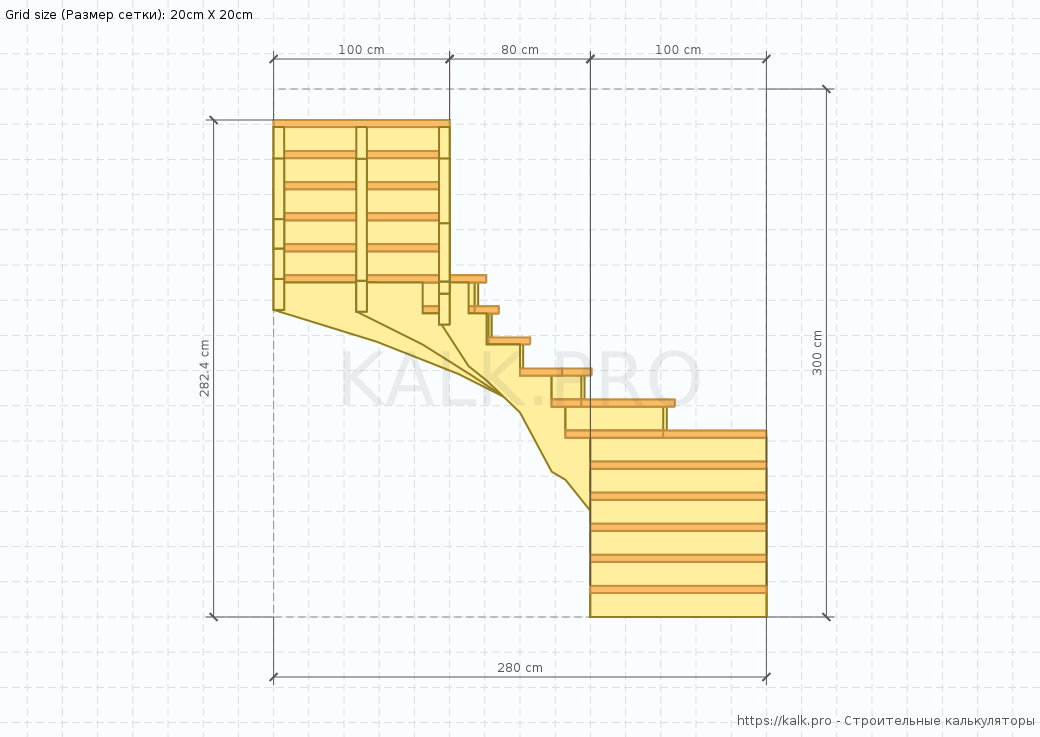 Grid size (Размер сетки): 20cm X 20cm
100 cm
80 cm
100 cm
282.4 cm
300 cm
KALK.PRO
280 cm
https://kalk.pro - Строительные калькуляторы